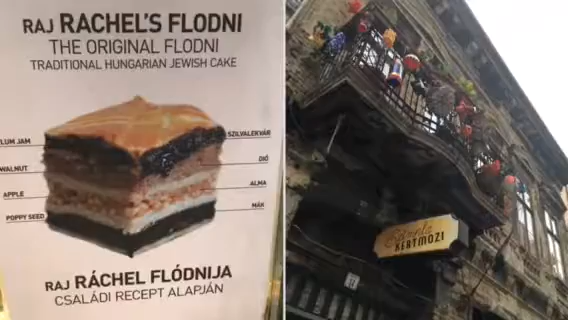 RAJ RACHEL'S FLODNI
THE ORIGINAL FLODNI
TRADITIONAL HUNGARIAN JEWISH CAKE
LUM JAM
SZILVALEKVÁR
WALNUT
DIÓ
APPLE
ALMA
POPPY SEED
MÁK
RAJ RÁCHEL FLÓDNIJA
CSALÁDI RECEPT ALAPJÁN
KERTMOZI